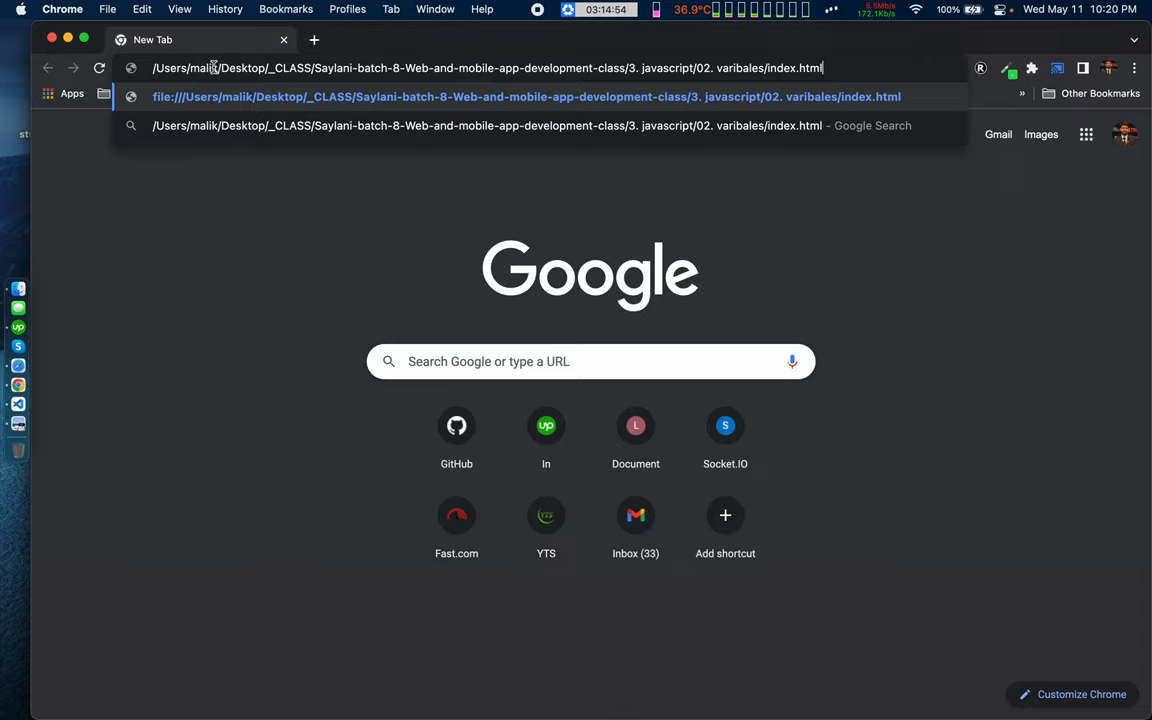 Chrome File Edit View History Bookmarks Profiles Tab Window Help 03:14:54 36.9°C 5.5Mb/s 172.1Kb/s 100% Wed May 11 10:20 PM
New Tab
/Users/malik/Desktop/_CLASS/Saylani-batch-8-Web-and-mobile-app-development-class/3. javascript/02. varibales/index.html
Apps
file:///Users/malik/Desktop/_CLASS/Saylani-batch-8-Web-and-mobile-app-development-class/3. javascript/02. varibales/index.html
» Other Bookmarks
/Users/malik/Desktop/_CLASS/Saylani-batch-8-Web-and-mobile-app-development-class/3. javascript/02. varibales/index.html - Google Search
Gmail Images
Google
Search Google or type a URL
GitHub In Document Socket.IO
Fast.com YTS Inbox (33) Add shortcut
Customize Chrome